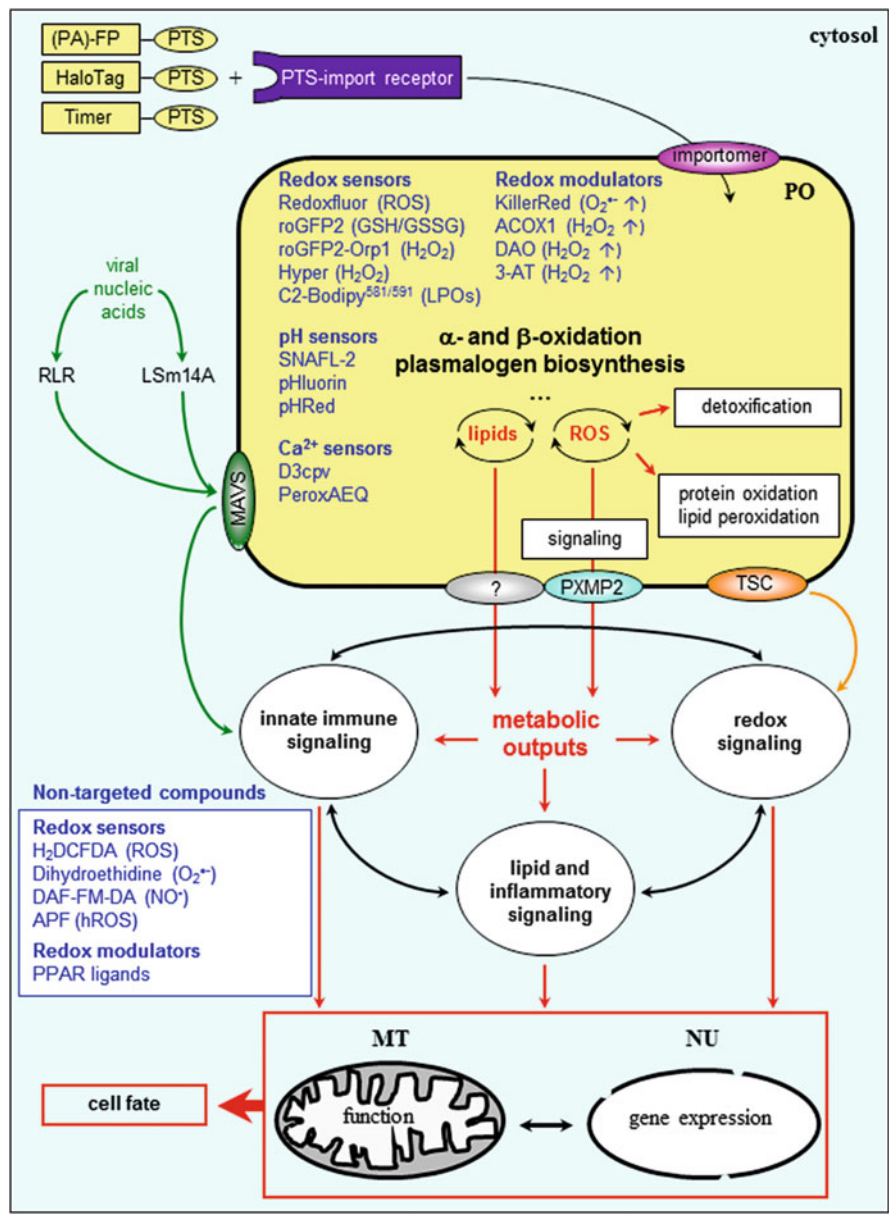 cytosol
(PA)-FP PTS
HaloTag PTS + PTS-import receptor
Timer PTS
importomer
PO
Redox sensors
Redoxfluor (ROS)
roGFP2 (GSH/GSSG)
roGFP2-Orp1 (H₂O₂)
Hyper (H₂O₂)
C2-Bodipy⁵⁸¹/⁵⁹¹ (LPOs)
Redox modulators
KillerRed (O₂•⁻ ↑)
ACOX1 (H₂O₂ ↑)
DAO (H₂O₂ ↑)
3-AT (H₂O₂ ↑)
viral
nucleic
acids
RLR
LSm14A
MAVS
pH sensors
SNAFL-2
pHluorin
pHRed
Ca²⁺ sensors
D3cpv
PeroxAEQ
α- and β-oxidation
plasmalogen biosynthesis
...
lipids
ROS
detoxification
protein oxidation
lipid peroxidation
signaling
?
PXMP2
TSC
innate immune
signaling
metabolic
outputs
redox
signaling
lipid and
inflammatory
signaling
Non-targeted compounds
Redox sensors
H₂DCFDA (ROS)
Dihydroethidine (O₂•⁻)
DAF-FM-DA (NO•)
APF (hROS)
Redox modulators
PPAR ligands
MT
NU
function
gene expression
cell fate